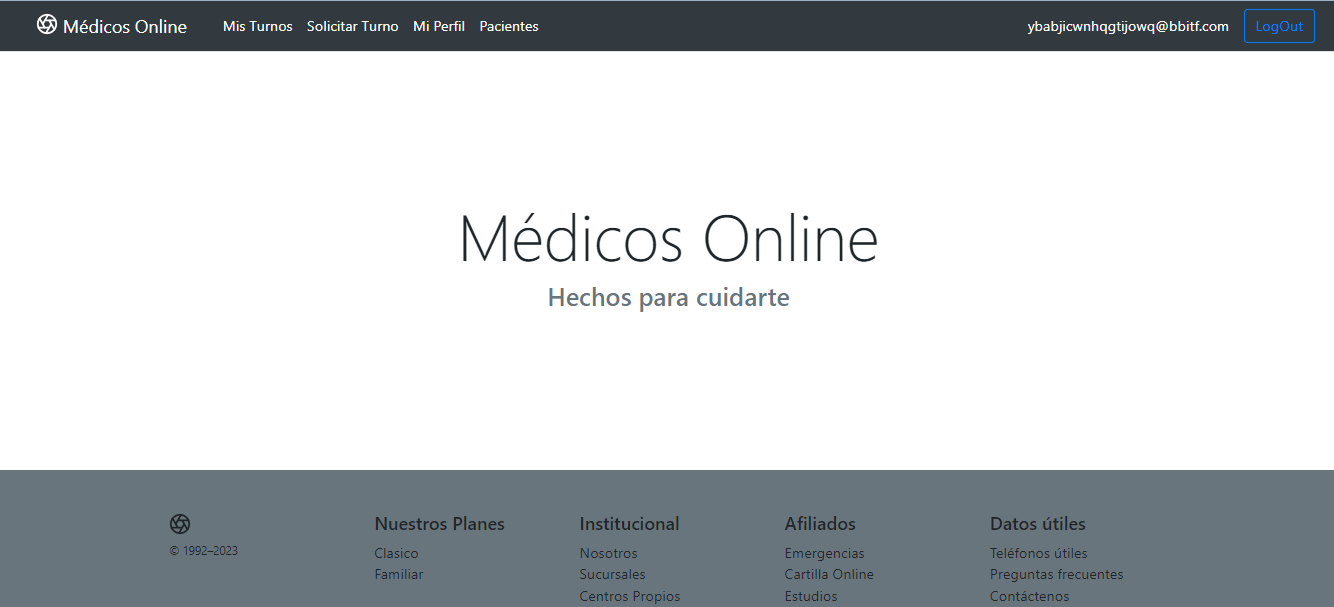 Médicos Online Mis Turnos Solicitar Turno Mi Perfil Pacientes ybabjicwnhqgtijowq@bbitf.com LogOut
Médicos Online
Hechos para cuidarte
© 1992–2023
Nuestros Planes
Clasico
Familiar
Institucional
Nosotros
Sucursales
Centros Propios
Afiliados
Emergencias
Cartilla Online
Estudios
Datos útiles
Teléfonos útiles
Preguntas frecuentes
Contáctenos